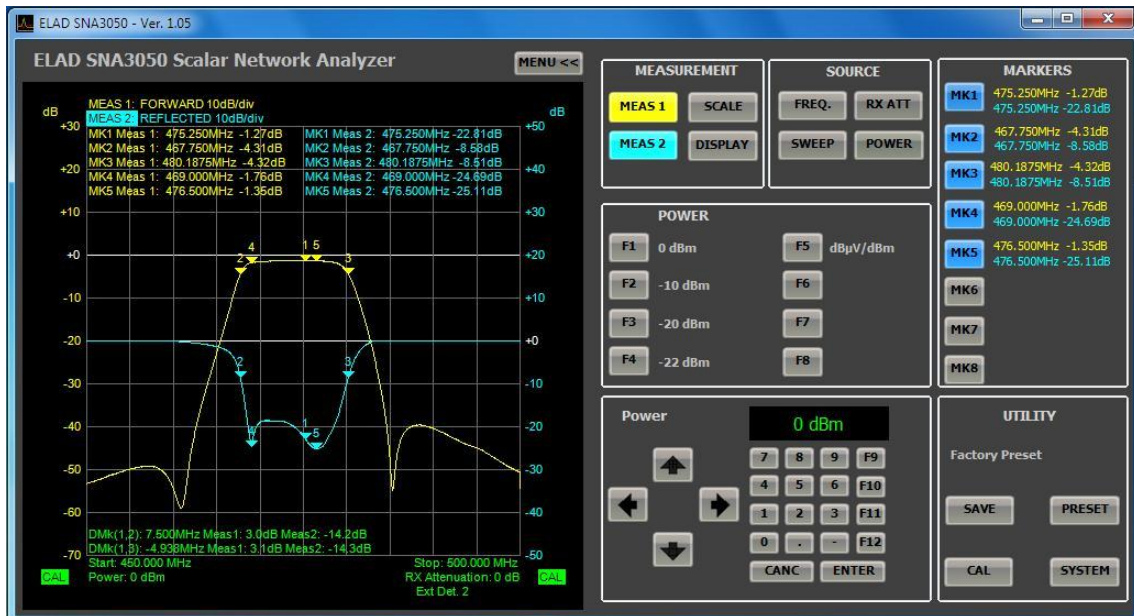 ELAD SNA3050 - Ver. 1.05
ELAD SNA3050 Scalar Network Analyzer
MENU <<
MEAS 1: FORWARD 10dB/div
MEAS 2: REFLECTED 10dB/div
dB
dB
MK1 Meas 1: 475.250MHz -1.27dB
MK2 Meas 1: 467.750MHz -4.31dB
MK3 Meas 1: 480.1875MHz -4.32dB
MK4 Meas 1: 469.000MHz -1.76dB
MK5 Meas 1: 476.500MHz -1.35dB
MK1 Meas 2: 475.250MHz -22.81dB
MK2 Meas 2: 467.750MHz -8.58dB
MK3 Meas 2: 480.1875MHz -8.51dB
MK4 Meas 2: 469.000MHz -24.69dB
MK5 Meas 2: 476.500MHz -25.11dB
+30
+20
+10
+0
-10
-20
-30
-40
-50
-60
-70
+50
+40
+30
+20
+10
+0
-10
-20
-30
-40
-50
2
4
1
5
3
2
4
1
5
3
DMk(1,2): 7.500MHz Meas1: 3.0dB Meas2: -14.2dB
DMk(1,3): -4.938MHz Meas1: 3.1dB Meas2: -14.3dB
Start: 450.000 MHz
Stop: 500.000 MHz
CAL
Power: 0 dBm
RX Attenuation: 0 dB
CAL
Ext Det. 2
MEASUREMENT
MEAS 1
SCALE
MEAS 2
DISPLAY
SOURCE
FREQ.
RX ATT
SWEEP
POWER
MARKERS
MK1
475.250MHz -1.27dB
475.250MHz -22.81dB
MK2
467.750MHz -4.31dB
467.750MHz -8.58dB
MK3
480.1875MHz -4.32dB
480.1875MHz -8.51dB
MK4
469.000MHz -1.76dB
469.000MHz -24.69dB
MK5
476.500MHz -1.35dB
476.500MHz -25.11dB
MK6
MK7
MK8
POWER
F1
0 dBm
F5
dBµV/dBm
F2
-10 dBm
F6
F3
-20 dBm
F7
F4
-22 dBm
F8
Power
0 dBm
7 8 9 F9
4 5 6 F10
1 2 3 F11
0 . - F12
CANC ENTER
UTILITY
Factory Preset
SAVE
PRESET
CAL
SYSTEM